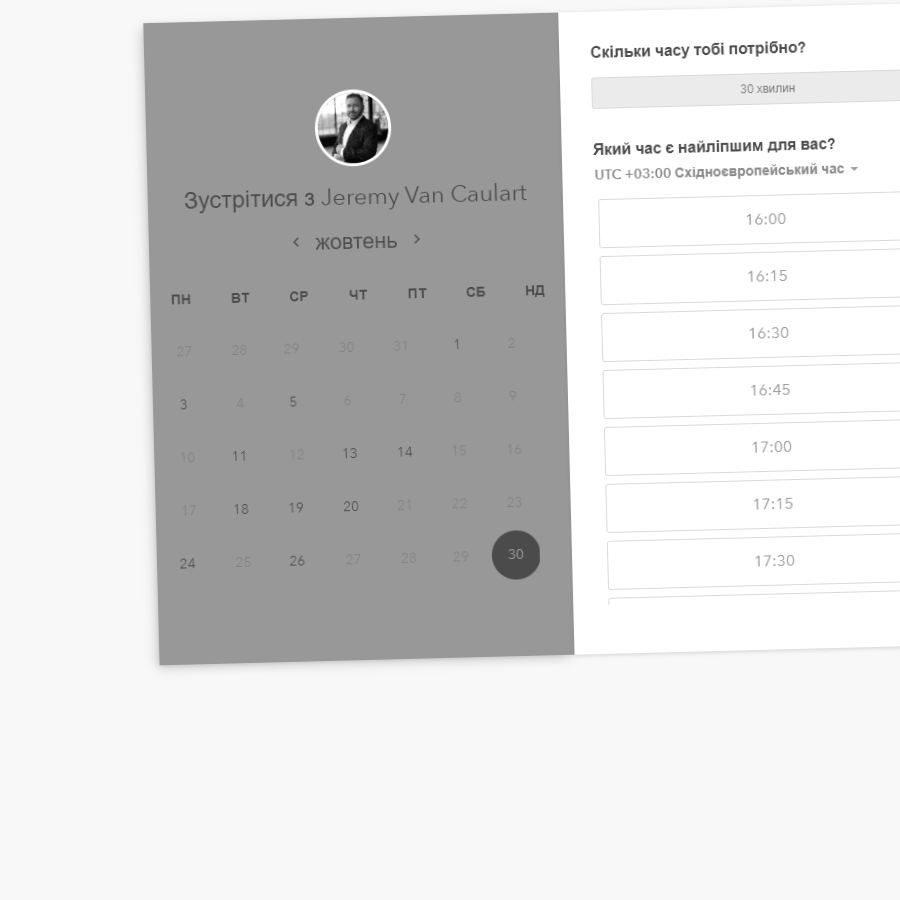 Зустрітися з Jeremy Van Caulart
жовтень
ПН ВТ СР ЧТ ПТ СБ НД
27 28 29 30 31 1 2
3 4 5 6 7 8 9
10 11 12 13 14 15 16
17 18 19 20 21 22 23
24 25 26 27 28 29 30
Скільки часу тобі потрібно?
30 хвилин
Який час є найліпшим для вас?
UTC +03:00 Східноєвропейський час
16:00
16:15
16:30
16:45
17:00
17:15
17:30